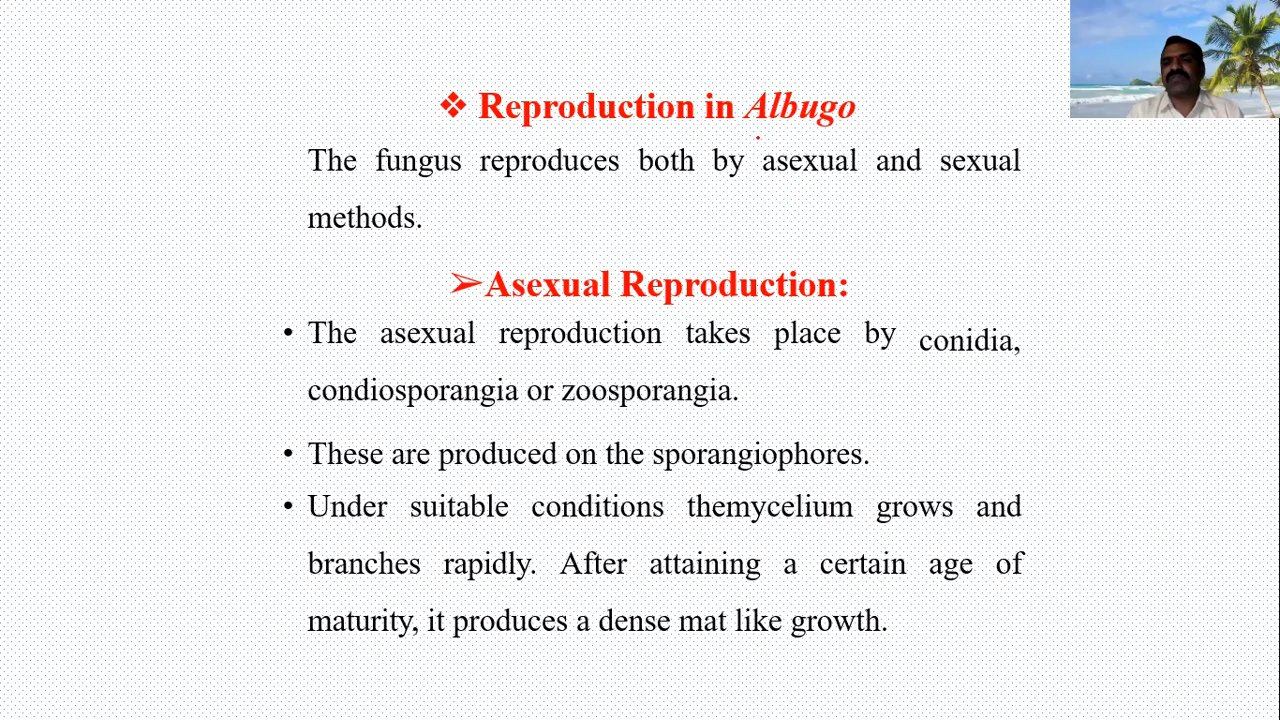 ❖ Reproduction in Albugo
The fungus reproduces both by asexual and sexual
methods.
➢Asexual Reproduction:
• The asexual reproduction takes place by conidia,
condiosporangia or zoosporangia.
• These are produced on the sporangiophores.
• Under suitable conditions themycelium grows and
branches rapidly. After attaining a certain age of
maturity, it produces a dense mat like growth.